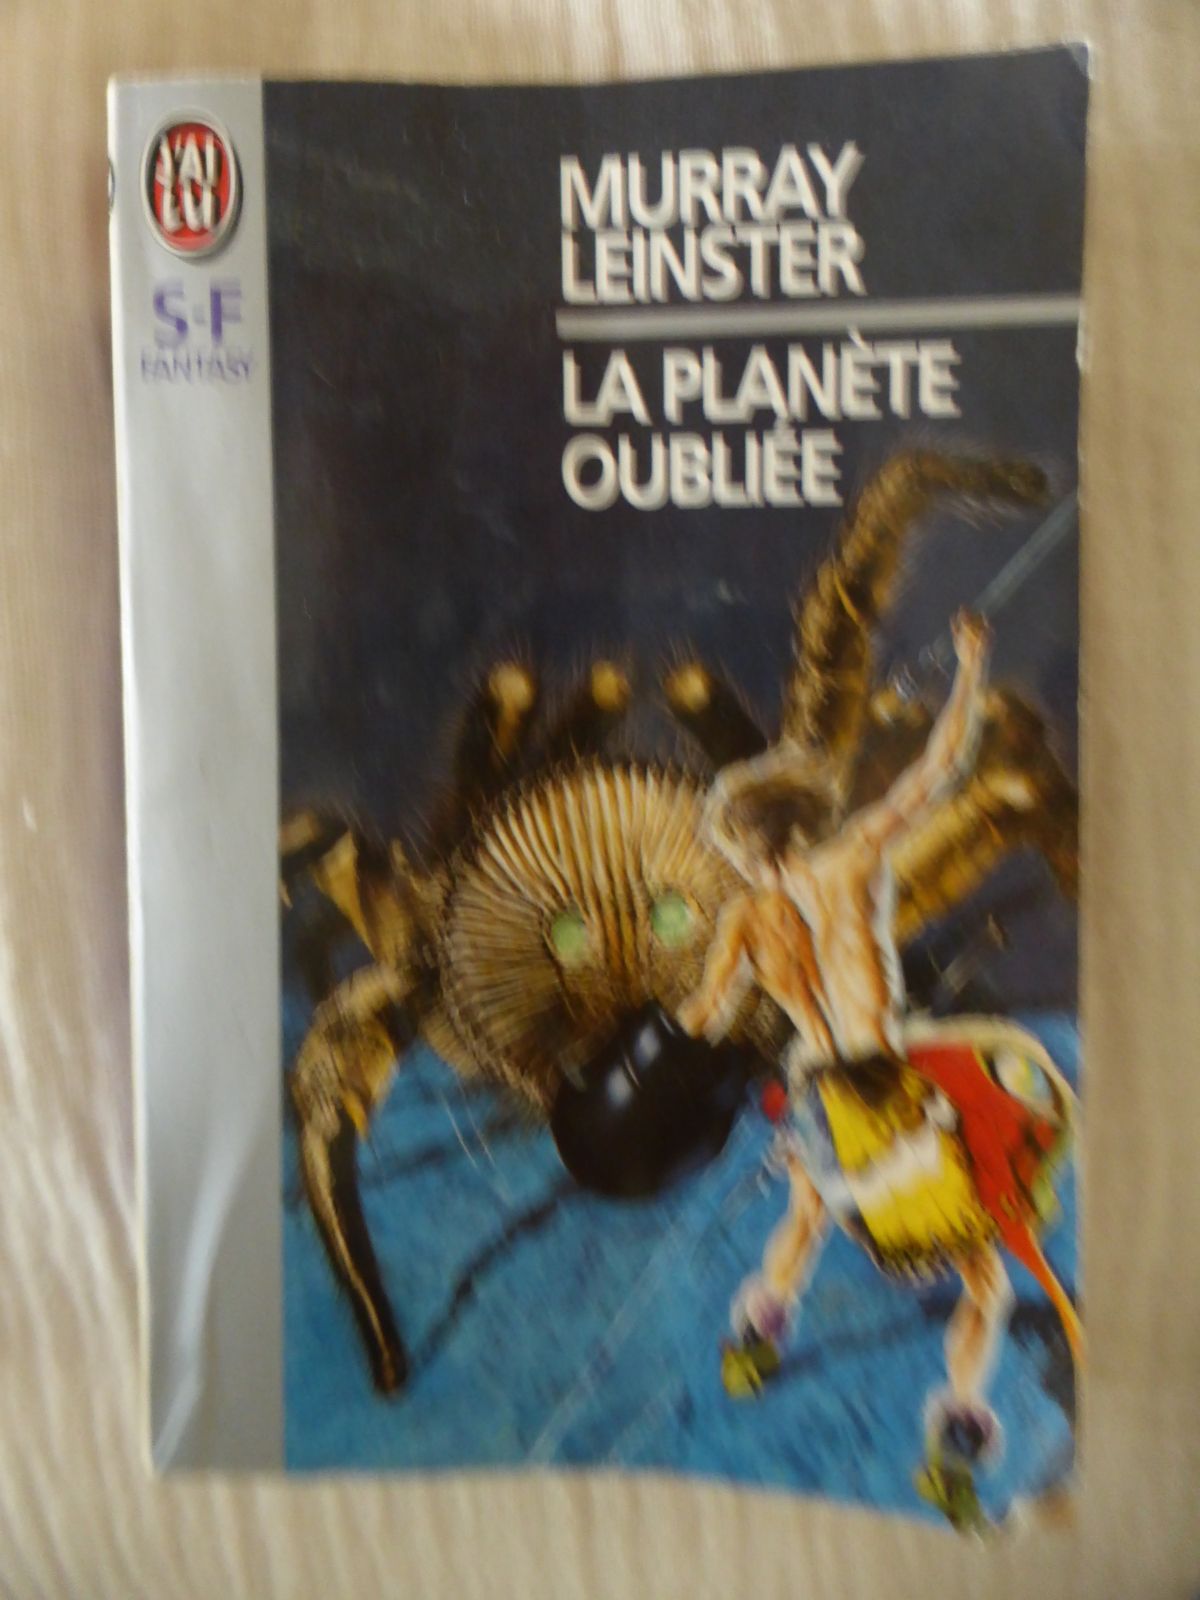 J'AI
LU
S-F
FANTASY
MURRAY
LEINSTER
LA PLANÈTE
OUBLIÉE